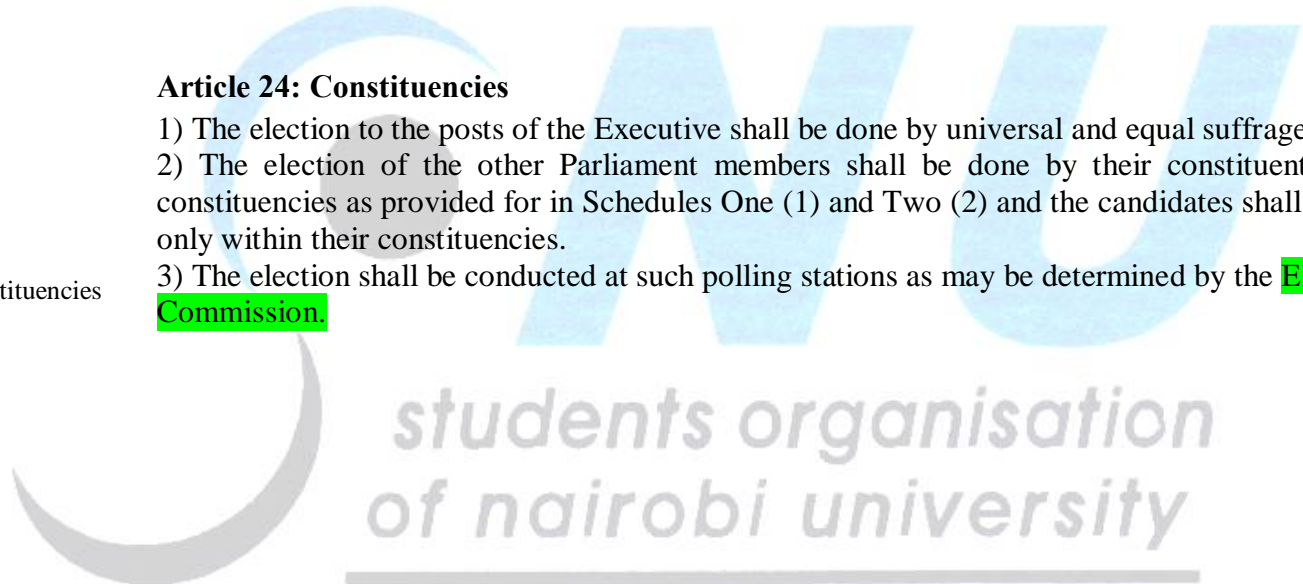 Article 24: Constituencies
1) The election to the posts of the Executive shall be done by universal and equal suffrage
2) The election of the other Parliament members shall be done by their
constituencies as provided for in Schedules One (1) and Two (2) and the candidates shall
only within their constituencies.
3) The election shall be conducted at such polling stations as may be determined by the
Commission.
tituencies
NU
students organisation
of nairobi university